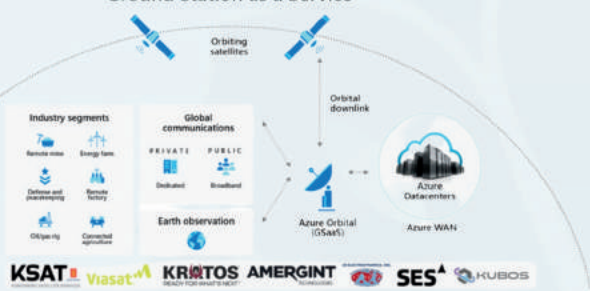 Ground Station as a Service
Orbiting
satellites
Orbital
downlink
Industry segments
Remote mine
Energy farm
Defense and
peacekeeping
Remote
factory
Oil/gas rig
Connected
agriculture
Global
communications
PRIVATE
PUBLIC
Dedicated
Broadband
Earth observation
Azure Orbital
(GSaaS)
Azure
Datacenters
Azure WAN
KSAT
Viasat
KRATOS
READY FOR WHAT'S NEXT
AMERGINT
TECHNOLOGIES
SES
KUBOS